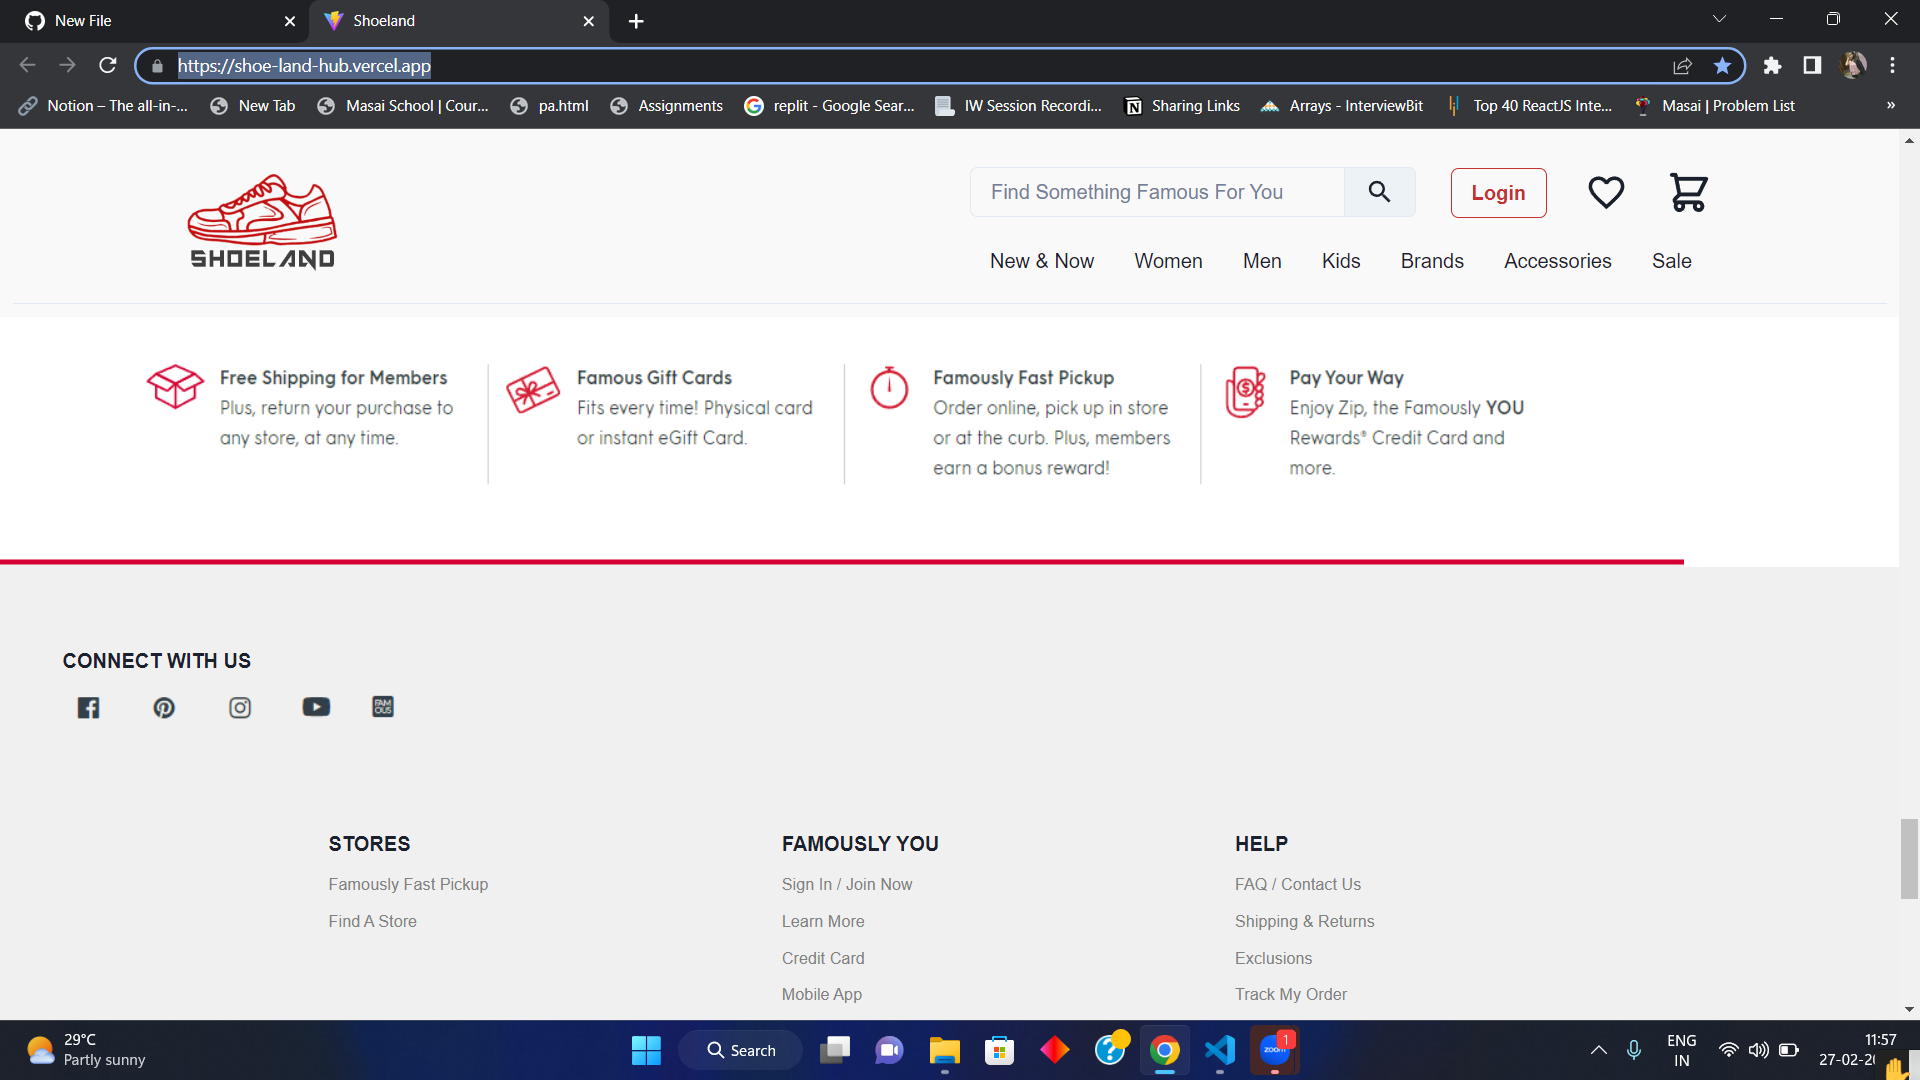 New File
Shoeland
https://shoe-land-hub.vercel.app
Notion – The all-in-...
New Tab
Masai School | Cour...
pa.html
Assignments
replit - Google Sear...
IW Session Recordi...
Sharing Links
Arrays - InterviewBit
Top 40 ReactJS Inte...
Masai | Problem List
»
SHOELAND
Find Something Famous For You
Login
New & Now
Women
Men
Kids
Brands
Accessories
Sale
Free Shipping for Members
Plus, return your purchase to
any store, at any time.
Famous Gift Cards
Fits every time! Physical card
or instant eGift Card.
Famously Fast Pickup
Order online, pick up in store
or at the curb. Plus, members
earn a bonus reward!
Pay Your Way
Enjoy Zip, the Famously YOU
Rewards® Credit Card and
more.
CONNECT WITH US
FAM
OUS
STORES
Famously Fast Pickup
Find A Store
FAMOUSLY YOU
Sign In / Join Now
Learn More
Credit Card
Mobile App
HELP
FAQ / Contact Us
Shipping & Returns
Exclusions
Track My Order
29°C
Partly sunny
Search
zoom
1
ENG
IN
11:57
27-02-20